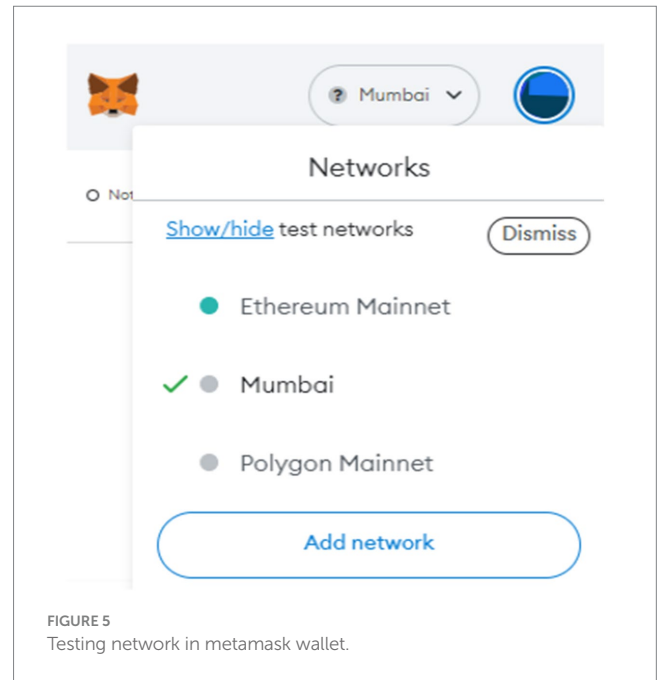 ? Mumbai
Networks
Not
Show/hide test networks
Dismiss
Ethereum Mainnet
Mumbai
Polygon Mainnet
Add network
FIGURE 5
Testing network in metamask wallet.